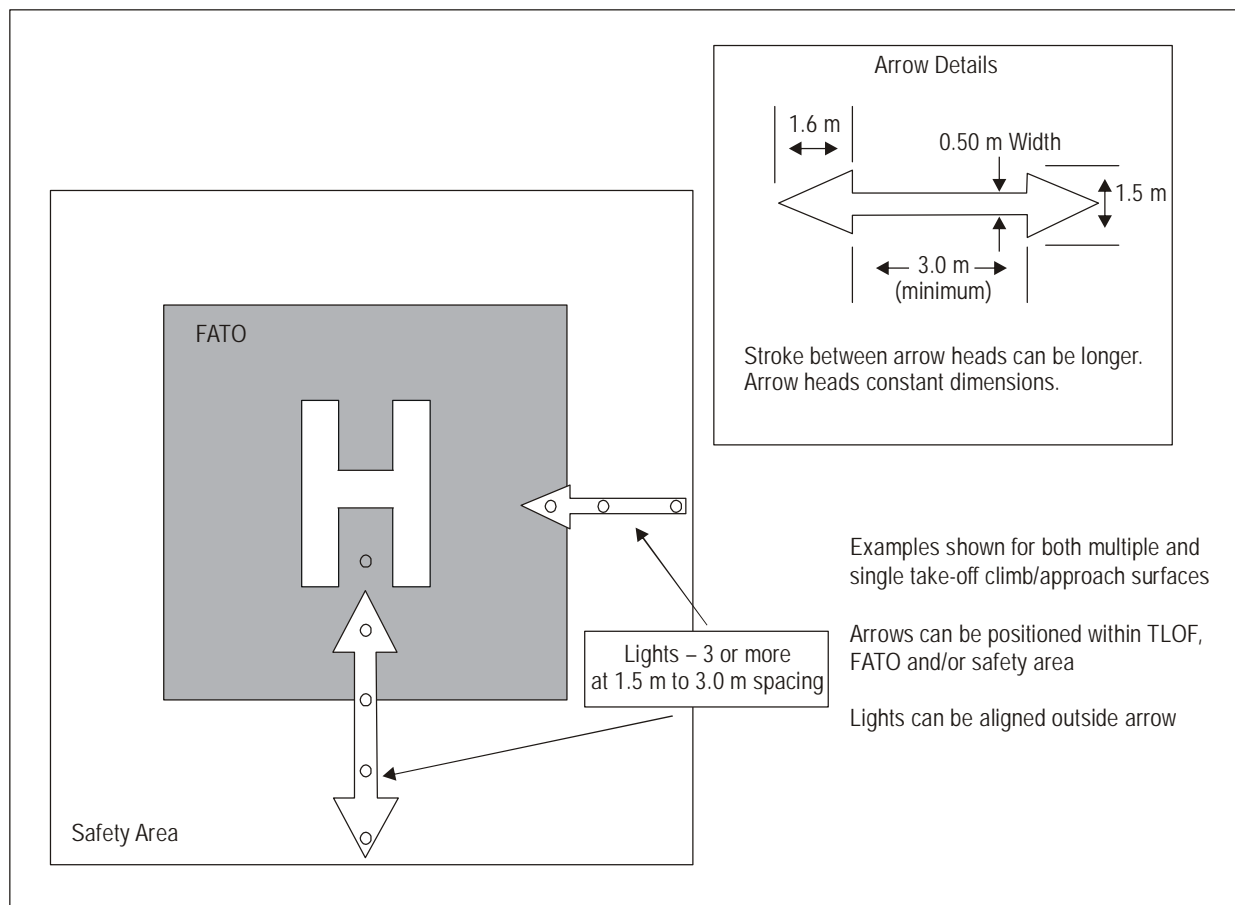 Arrow Details
1.6 m
0.50 m Width
1.5 m
3.0 m
(minimum)
Stroke between arrow heads can be longer.
Arrow heads constant dimensions.
FATO
H
Examples shown for both multiple and
single take-off climb/approach surfaces
Arrows can be positioned within TLOF,
FATO and/or safety area
Lights can be aligned outside arrow
Lights – 3 or more
at 1.5 m to 3.0 m spacing
Safety Area